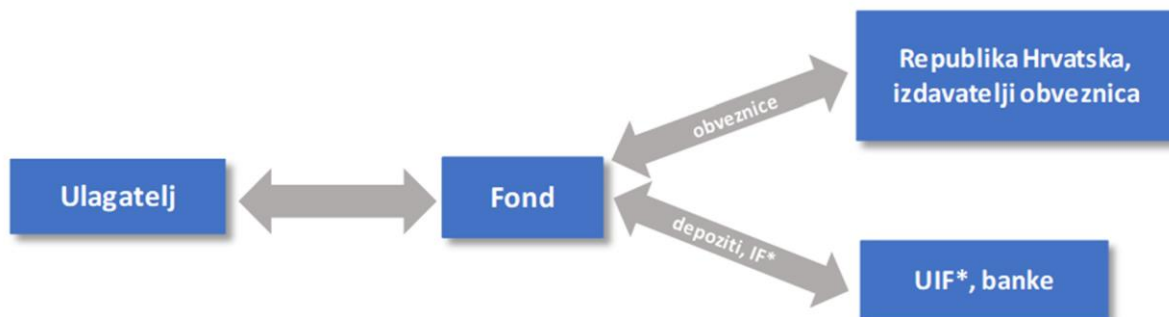 Republika Hrvatska,
izdavatelji obveznica
obveznice
Ulagatelj
Fond
depoziti, IF*
UIF*, banke